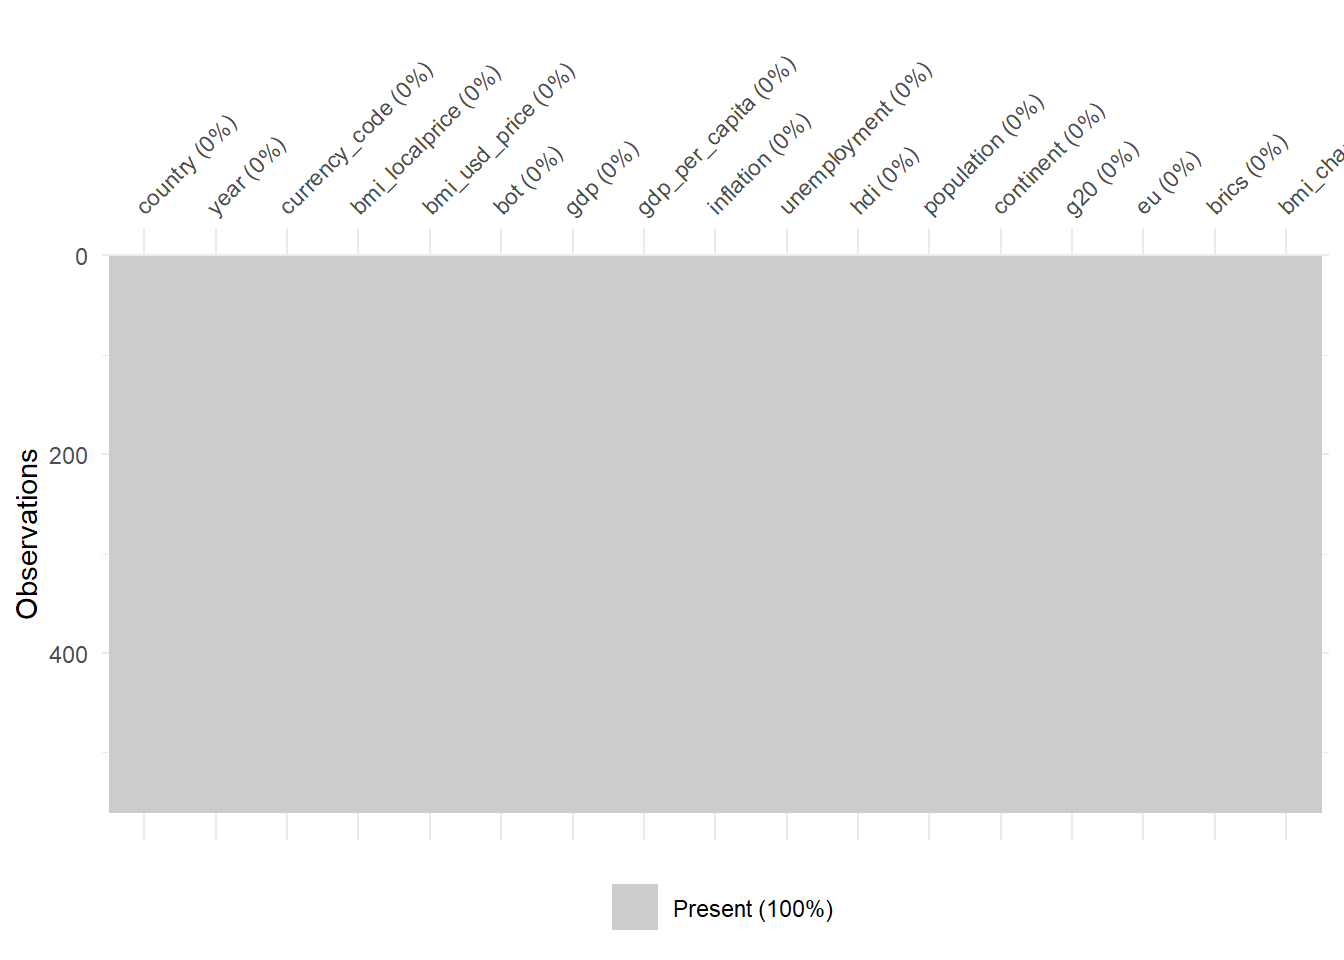 country (0%)
year (0%)
currency_code (0%)
bmi_localprice (0%)
bmi_usd_price (0%)
bot (0%)
gdp (0%)
gdp_per_capita (0%)
inflation (0%)
unemployment (0%)
hdi (0%)
population (0%)
continent (0%)
g20 (0%)
eu (0%)
brics (0%)
bmi_cha
0
200
400
Observations
Present (100%)